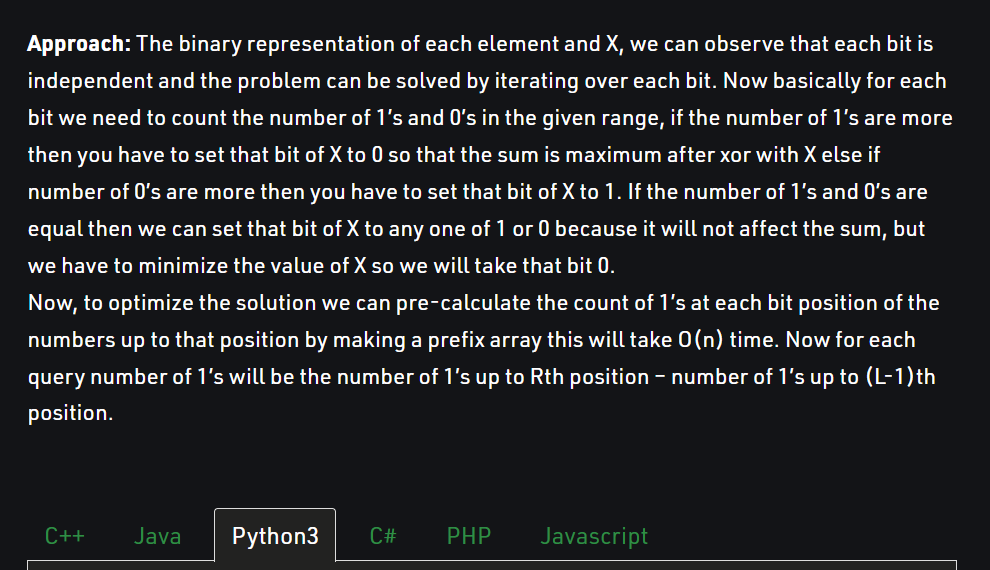 Approach: The binary representation of each element and X, we can observe that each bit is
independent and the problem can be solved by iterating over each bit. Now basically for each
bit we need to count the number of 1’s and 0’s in the given range, if the number of 1’s are more
then you have to set that bit of X to 0 so that the sum is maximum after xor with X else if
number of 0’s are more then you have to set that bit of X to 1. If the number of 1’s and 0’s are
equal then we can set that bit of X to any one of 1 or 0 because it will not affect the sum, but
we have to minimize the value of X so we will take that bit 0.
Now, to optimize the solution we can pre-calculate the count of 1’s at each bit position of the
numbers up to that position by making a prefix array this will take O(n) time. Now for each
query number of 1’s will be the number of 1’s up to Rth position – number of 1’s up to (L-1)th
position.
C++ Java Python3 C# PHP Javascript